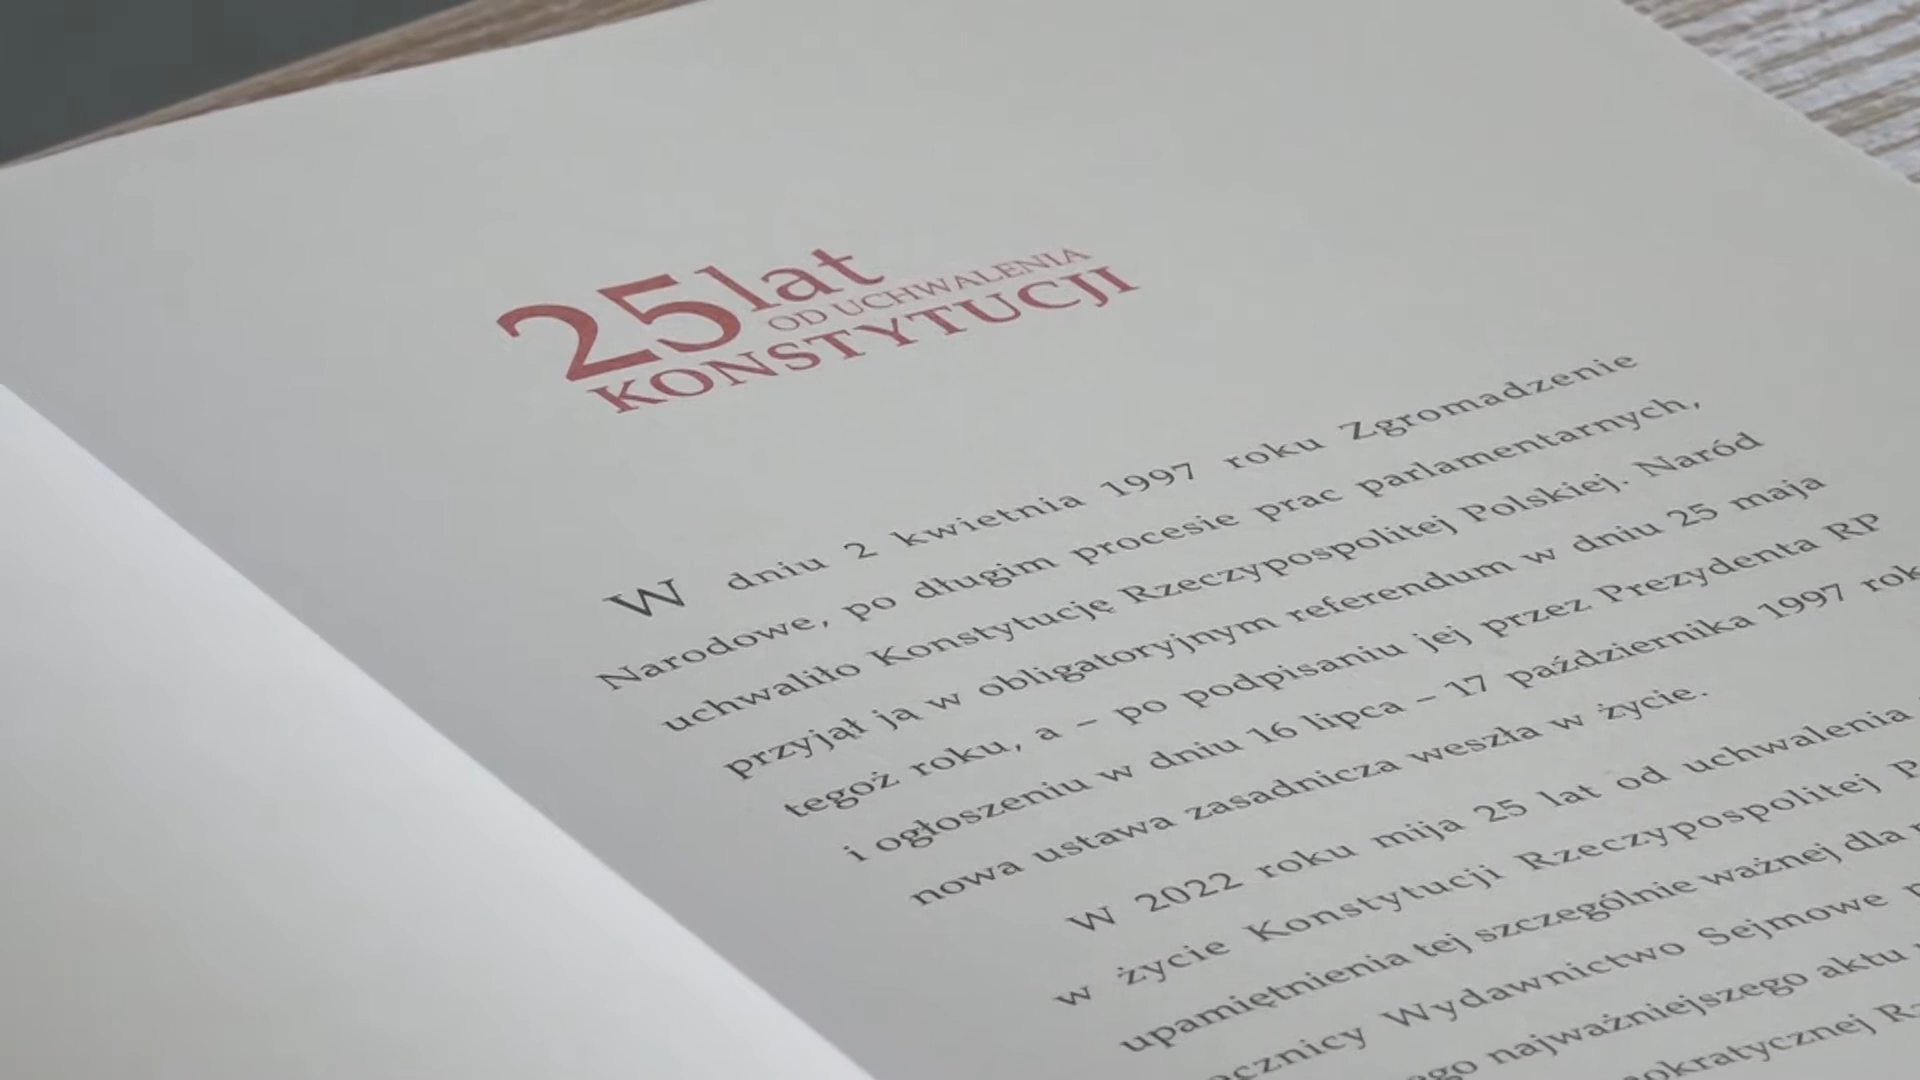 25 lat
OD UCHWALENIA
KONSTYTUCJI
W dniu 2 kwietnia 1997 roku Zgromadzenie
Narodowe, po długim procesie prac parlamentarnych,
uchwaliło Konstytucję Rzeczypospolitej Polskiej. Naród
przyjął ją w obligatoryjnym referendum w dniu 25 maja
tegoż roku, a – po podpisaniu jej przez Prezydenta RP
i ogłoszeniu w dniu 16 lipca – 17 października 1997
nowa ustawa zasadnicza weszła w życie.
W 2022 roku mija 25 lat od uchwalenia
w życie Konstytucji Rzeczypospolitej
upamiętnienia tej szczególnie ważnej dla
Wydawnictwo Sejmowe
najważniejszego aktu